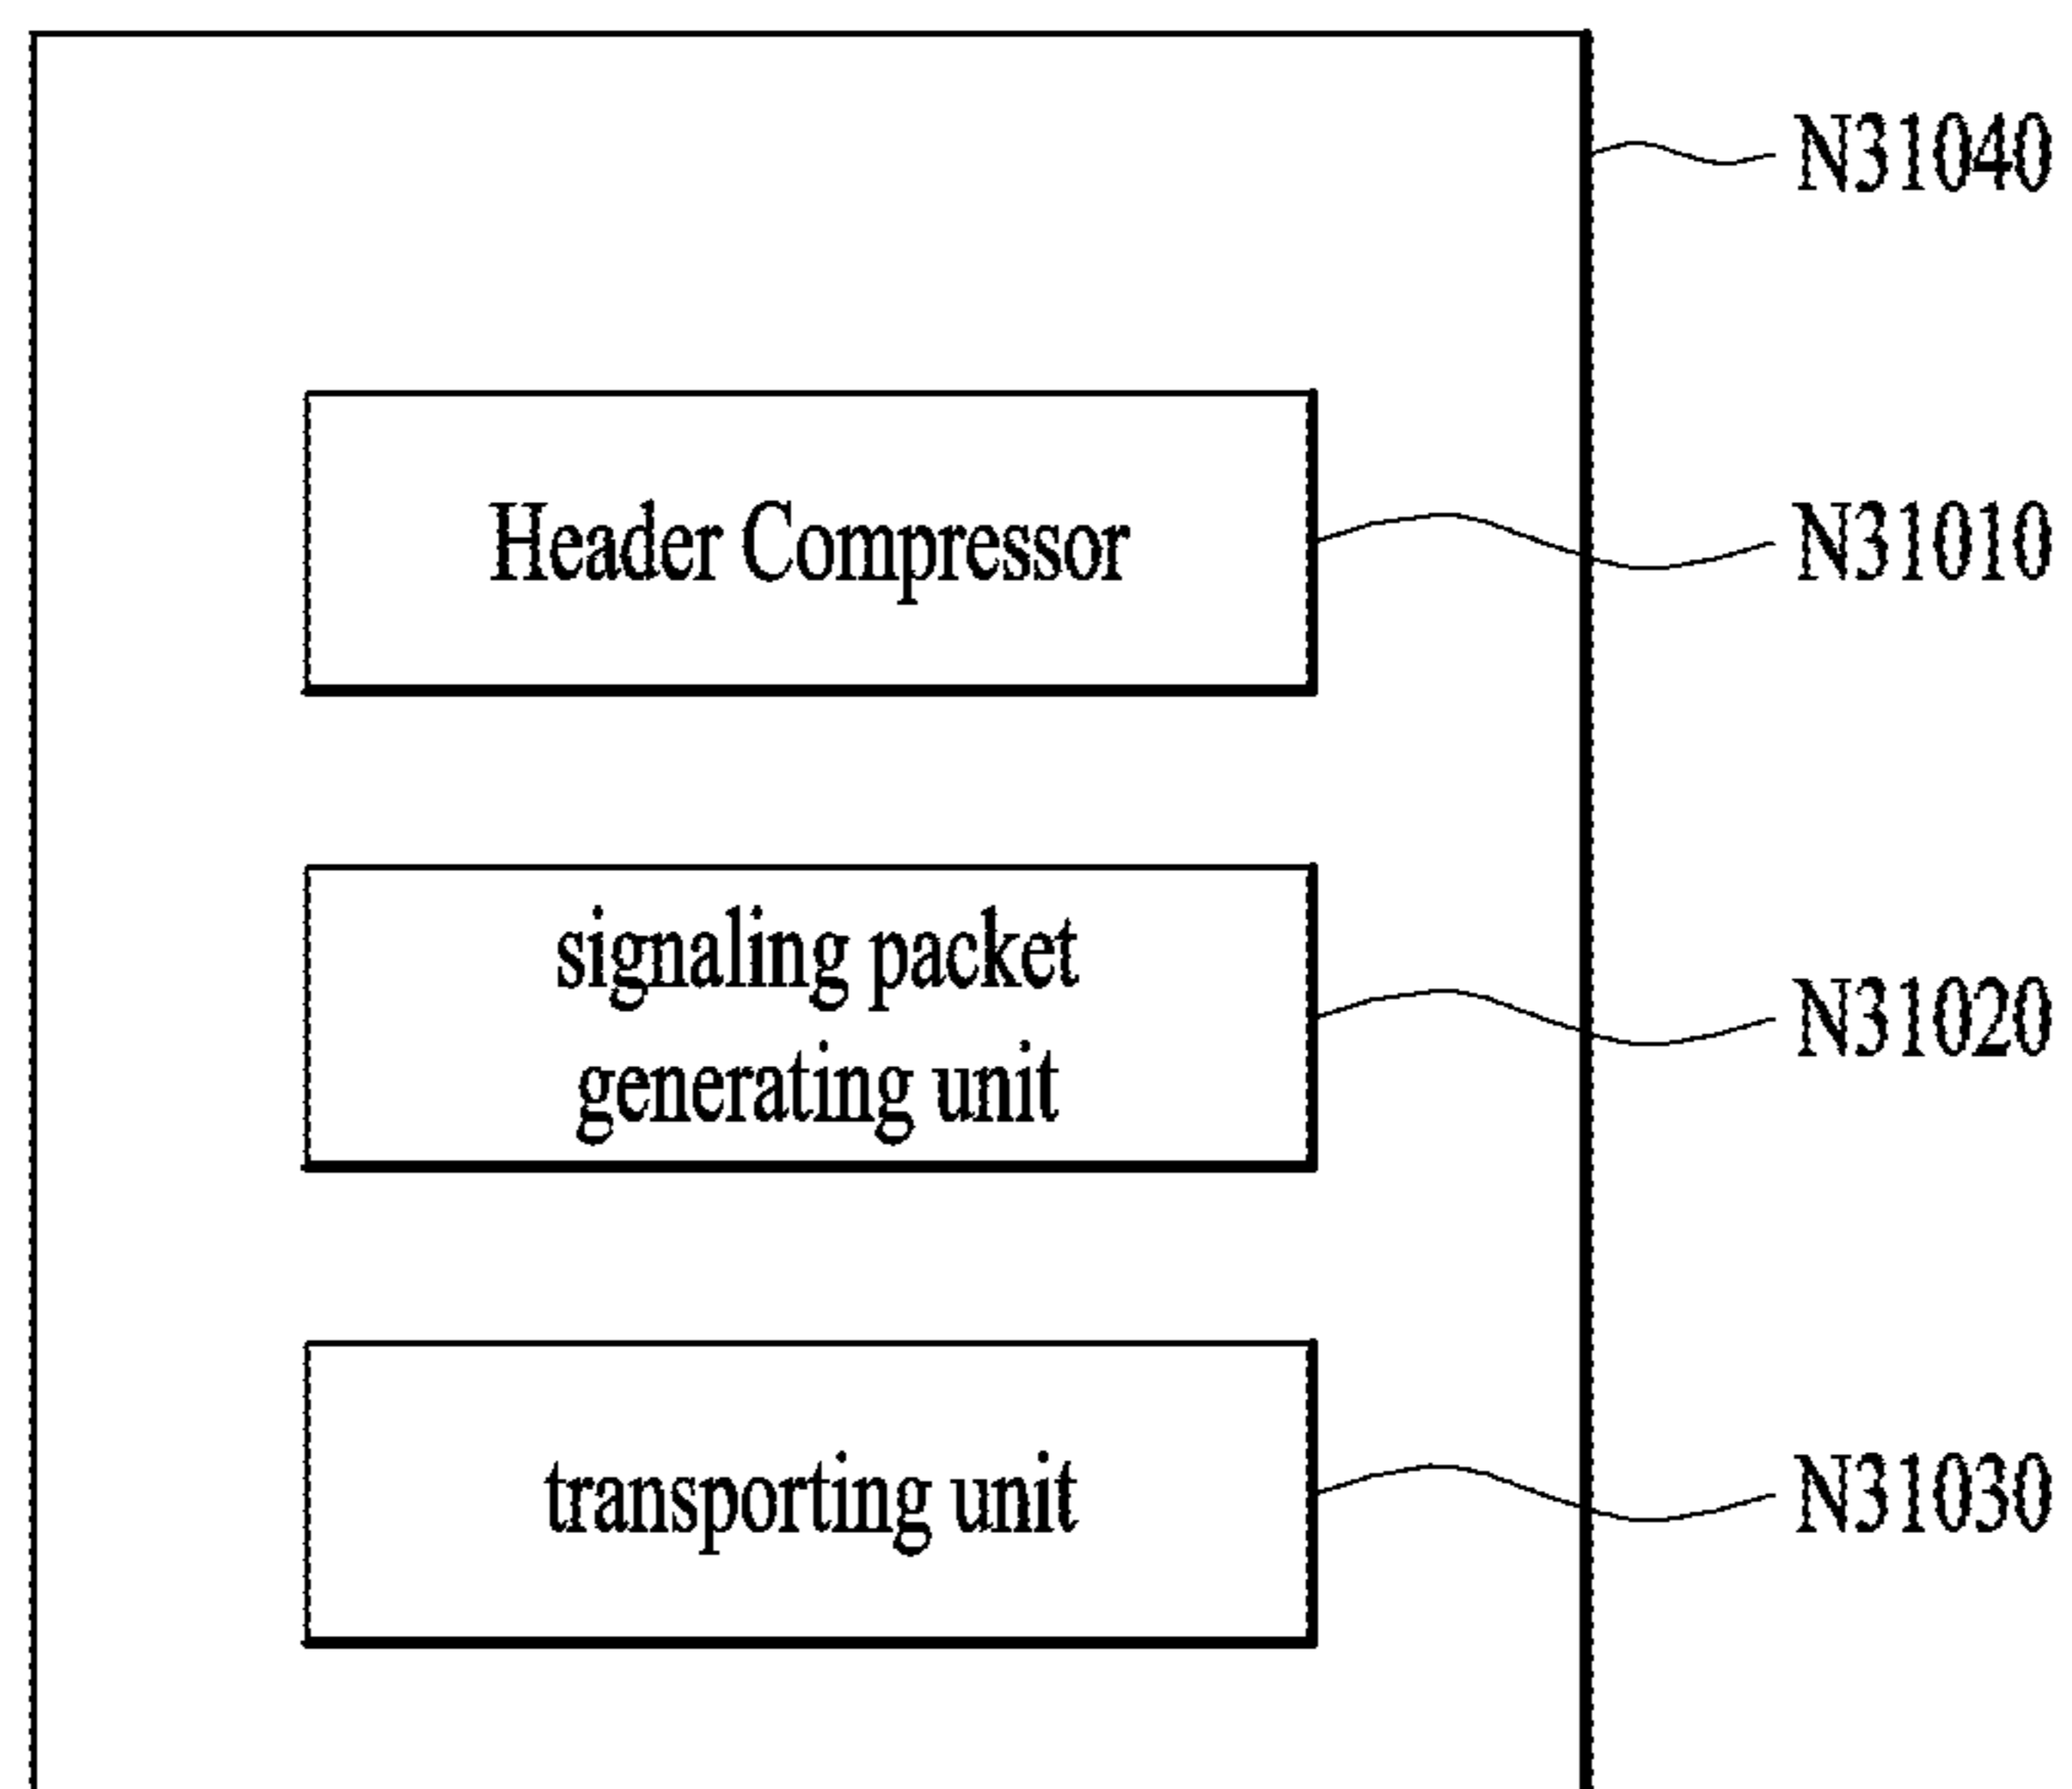 N31040
Header Compressor
N31010
signaling packet
generating unit
N31020
transporting unit
N31030